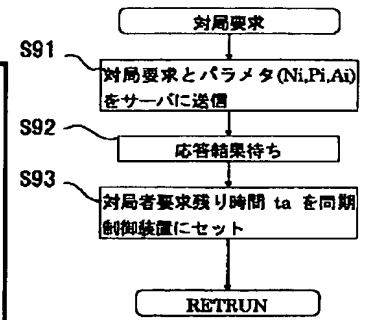 対局要求
S91
対局要求とパラメタ(Ni,Pi,Ai)
をサーバに送信
S92
応答結果待ち
S93
対局者要求残り時間 ta を同期
制御装置にセット
RETRUN